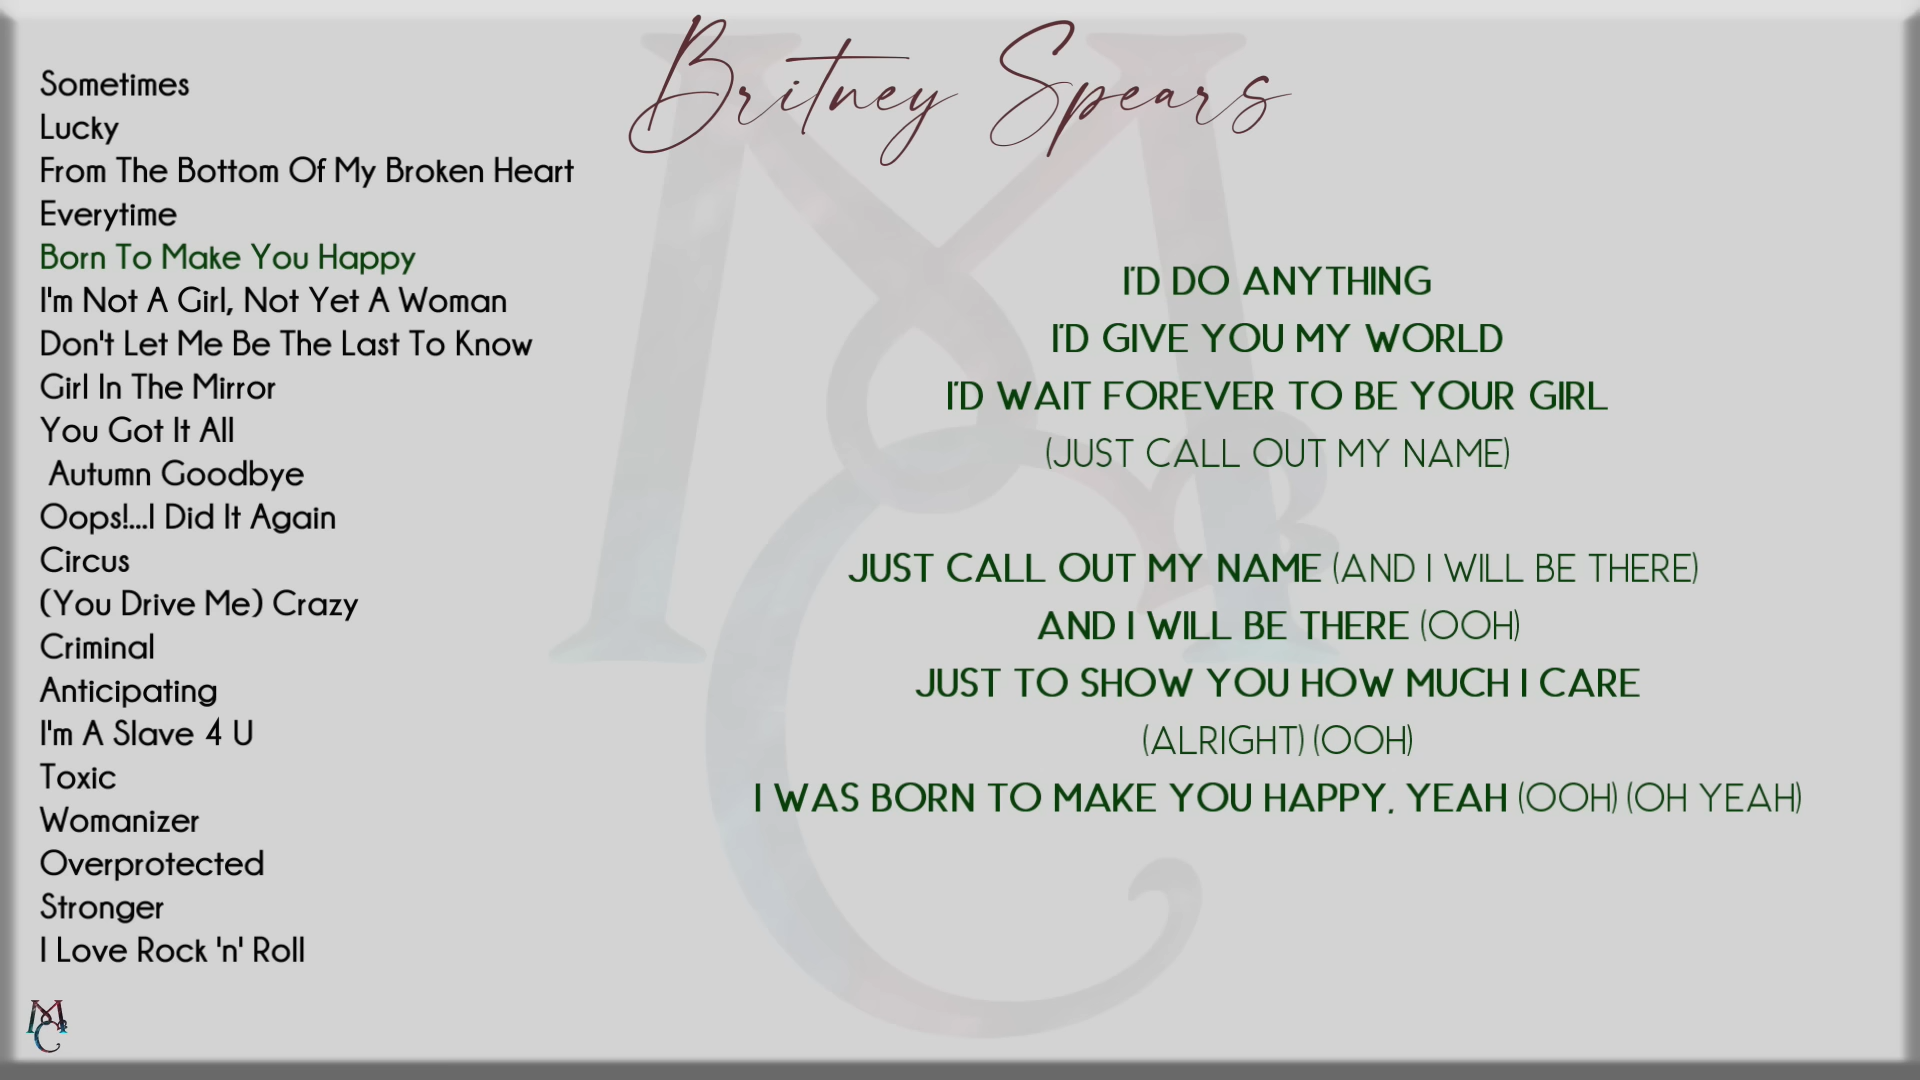 Britney Spears
Sometimes
Lucky
From The Bottom Of My Broken Heart
Everytime
Born To Make You Happy
I'm Not A Girl, Not Yet A Woman
Don't Let Me Be The Last To Know
Girl In The Mirror
You Got It All
Autumn Goodbye
Oops!...I Did It Again
Circus
(You Drive Me) Crazy
Criminal
Anticipating
I'm A Slave 4 U
Toxic
Womanizer
Overprotected
Stronger
I Love Rock 'n' Roll
I'D DO ANYTHING
I'D GIVE YOU MY WORLD
I'D WAIT FOREVER TO BE YOUR GIRL
(JUST CALL OUT MY NAME)
JUST CALL OUT MY NAME (AND I WILL BE THERE)
AND I WILL BE THERE (OOH)
JUST TO SHOW YOU HOW MUCH I CARE
(ALRIGHT) (OOH)
I WAS BORN TO MAKE YOU HAPPY, YEAH (OOH) (OH YEAH)